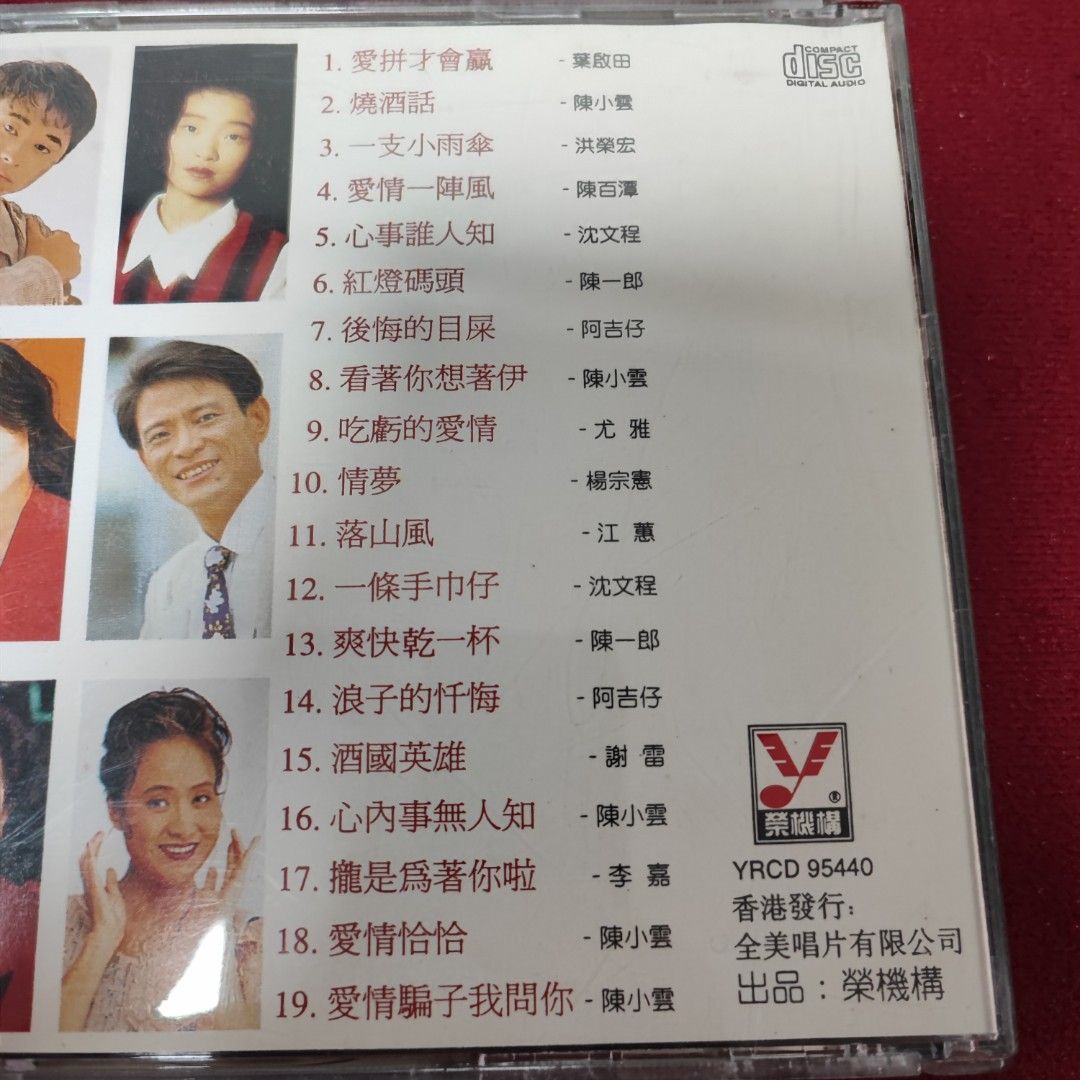 1. 愛拼才會贏 - 葉啟田
2. 燒酒話 - 陳小雲
3. 一支小雨傘 - 洪榮宏
4. 愛情一陣風 - 陳百潭
5. 心事誰人知 - 沈文程
6. 紅燈碼頭 - 陳一郎
7. 後悔的目屎 - 阿吉仔
8. 看著你想著伊 - 陳小雲
9. 吃虧的愛情 - 尤 雅
10. 情夢 - 楊宗憲
11. 落山風 - 江 蕙
12. 一條手巾仔 - 沈文程
13. 爽快乾一杯 - 陳一郎
14. 浪子的忏悔 - 阿吉仔
15. 酒國英雄 - 謝 雷
16. 心內事無人知 - 陳小雲
17. 攏是為著你啦 - 李 嘉
18. 愛情恰恰 - 陳小雲
19. 愛情騙子我問你 - 陳小雲
COMPACT
disc
DIGITAL AUDIO
®
榮機構
YRCD 95440
香港發行:
全美唱片有限公司
出品:榮機構